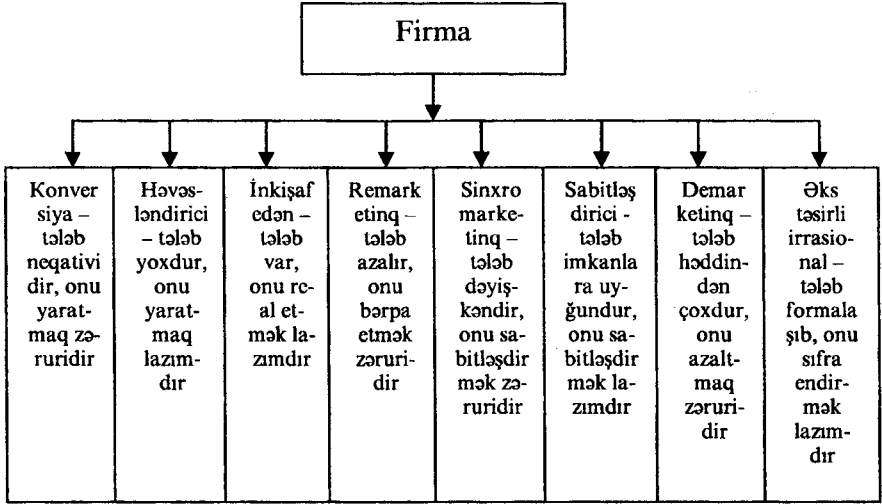 Firma
Konver
siya –
tələb
neqativi
dir, onu
yarat-
maq zə-
ruridir
Həvəs-
ləndirici
– tələb
yoxdur,
onu
yarat-
maq
lazım-
dır
İnkişaf
edən –
tələb
var,
onu re-
al et-
mək la-
zımdır
Remark
etinq –
tələb
azalır,
onu
bərpa
etmək
zəruri-
dir
Sinxro
marke-
tinq –
tələb
dəyiş-
kəndir,
onu sa-
bitləşdir
mək zə-
ruridir
Sabitləş
dirici -
tələb
imkanla
ra uy-
ğundur,
onu sa-
bitləşdir
mək la-
zımdır
Demar
ketinq –
tələb
həddin-
dən
çoxdur,
onu
azalt-
maq
zəruri-
dir
Əks
təsirli
irrasio-
nal –
tələb
formala
şıb, onu
sıfra
endir-
mək
lazım-
dır